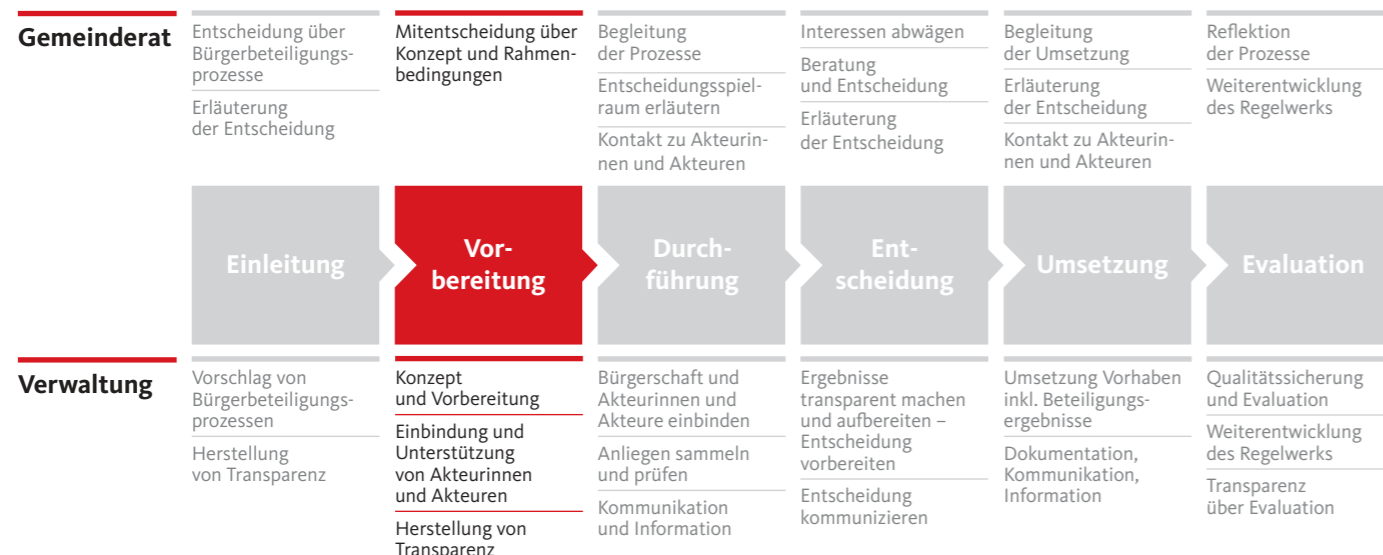 Gemeinderat
Entscheidung über
Bürgerbeteiligungs-
prozesse
Erläuterung
der Entscheidung
Mitentscheidung über
Konzept und Rahmen-
bedingungen
Begleitung
der Prozesse
Entscheidungsspiel-
raum erläutern
Kontakt zu Akteurin-
nen und Akteuren
Interessen abwägen
Beratung
und Entscheidung
Erläuterung
der Entscheidung
Begleitung
der Umsetzung
Erläuterung
der Entscheidung
Kontakt zu Akteurin-
nen und Akteuren
Reflektion
der Prozesse
Weiterentwicklung
des Regelwerks
Einleitung
Vor-
bereitung
Durch-
führung
Ent-
scheidung
Umsetzung
Evaluation
Verwaltung
Vorschlag von
Bürgerbeteiligungs-
prozessen
Herstellung
von Transparenz
Konzept
und Vorbereitung
Einbindung und
Unterstützung
von Akteurinnen
und Akteuren
Herstellung von
Transparenz
Bürgerschaft und
Akteurinnen und
Akteure einbinden
Anliegen sammeln
und prüfen
Kommunikation
und Information
Ergebnisse
transparent machen
und aufbereiten –
Entscheidung
vorbereiten
Entscheidung
kommunizieren
Umsetzung Vorhaben
inkl. Beteiligungs-
ergebnisse
Dokumentation,
Kommunikation,
Information
Qualitätssicherung
und Evaluation
Weiterentwicklung
des Regelwerks
Transparenz
über Evaluation